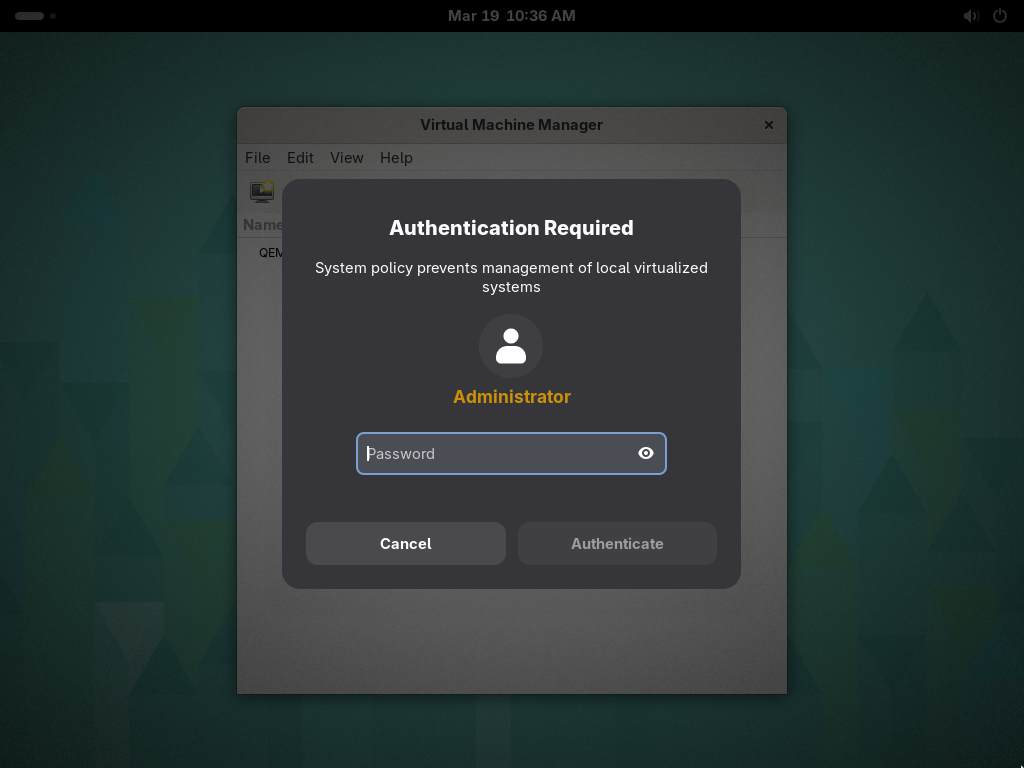 Mar 19 10:36 AM
Virtual Machine Manager
File Edit View Help
Authentication Required
System policy prevents management of local virtualized
systems
Name
QEM
Administrator
Password
Cancel Authenticate